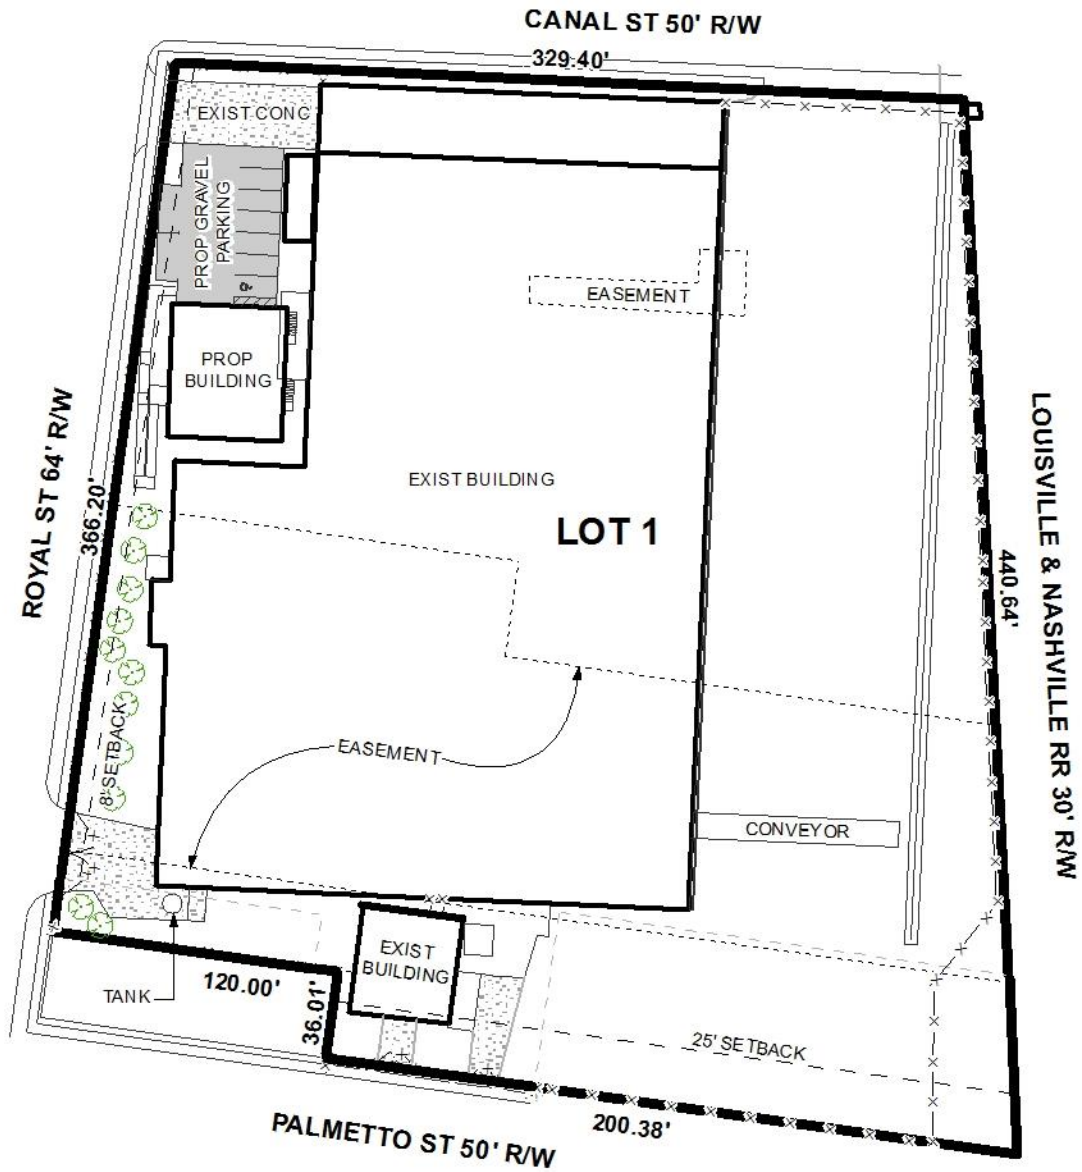 CANAL ST 50' R/W
329.40'
EXIST CONC
PROP GRAVEL
PARKING
EASEMENT
PROP
BUILDING
ROYAL ST 64' R/W
366.20'
EXIST BUILDING
LOT 1
LOUISVILLE & NASHVILLE RR 30' R/W
440.64'
8' SETBACK
EASEMENT
CONVEYOR
EXIST
BUILDING
TANK
120.00'
36.01'
25' SETBACK
200.38'
PALMETTO ST 50' R/W